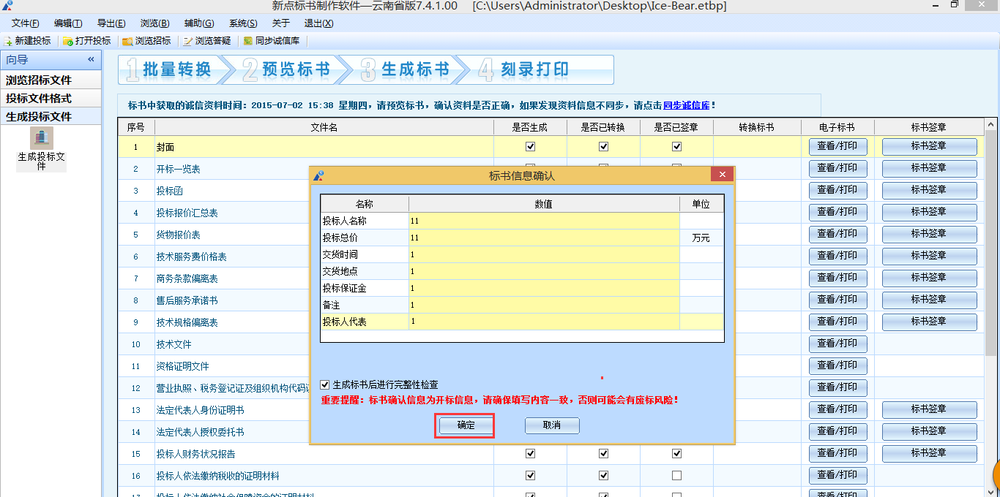 新点标书制作软件—云南省版7.4.1.00 [C:\Users\Administrator\Desktop\Ice-Bear.etbp]
文件(F) 编辑(T) 导出(E) 浏览(B) 辅助(G) 系统(S) 关于 退出(X)
新建投标 打开投标 浏览招标 浏览答疑 同步诚信库
向导 «
浏览招标文件
投标文件格式
生成投标文件
生成投标文
件
1 批量转换 2 预览标书 3 生成标书 4 刻录打印
标书中获取的诚信资料时间：2015-07-02 15:38 星期四，请预览标书，确认资料是否正确，如果发现资料信息不同步，请点击同步诚信库！
序号 文件名 是否生成 是否已转换 是否已签章 转换标书 电子标书 标书签章
1 封面 查看/打印 标书签章
2 开标一览表 查看/打印 标书签章
3 投标函 查看/打印 标书签章
4 投标报价汇总表 查看/打印 标书签章
5 货物报价表 查看/打印 标书签章
6 技术服务费价格表 查看/打印 标书签章
7 商务条款偏离表 查看/打印 标书签章
8 售后服务承诺书 查看/打印 标书签章
9 技术规格偏离表 查看/打印 标书签章
10 技术文件 查看/打印
11 资格证明文件 查看/打印
12 营业执照、税务登记证及组织机构代码 查看/打印
13 法定代表人身份证明书 查看/打印 标书签章
14 法定代表人授权委托书 查看/打印 标书签章
15 投标人财务状况报告 查看/打印 标书签章
16 投标人依法缴纳税收的证明材料 查看/打印
17 投标人依法缴纳社会保障资金的证明材料 查看/打印
标书信息确认
名称 数值 单位
投标人名称 11
投标总价 11 万元
交货时间 1
交货地点 1
投标保证金 1
备注 1
投标人代表 1
生成标书后进行完整性检查
重要提醒：标书确认信息为开标信息，请确保填写内容一致，否则可能会有废标风险！
确定 取消